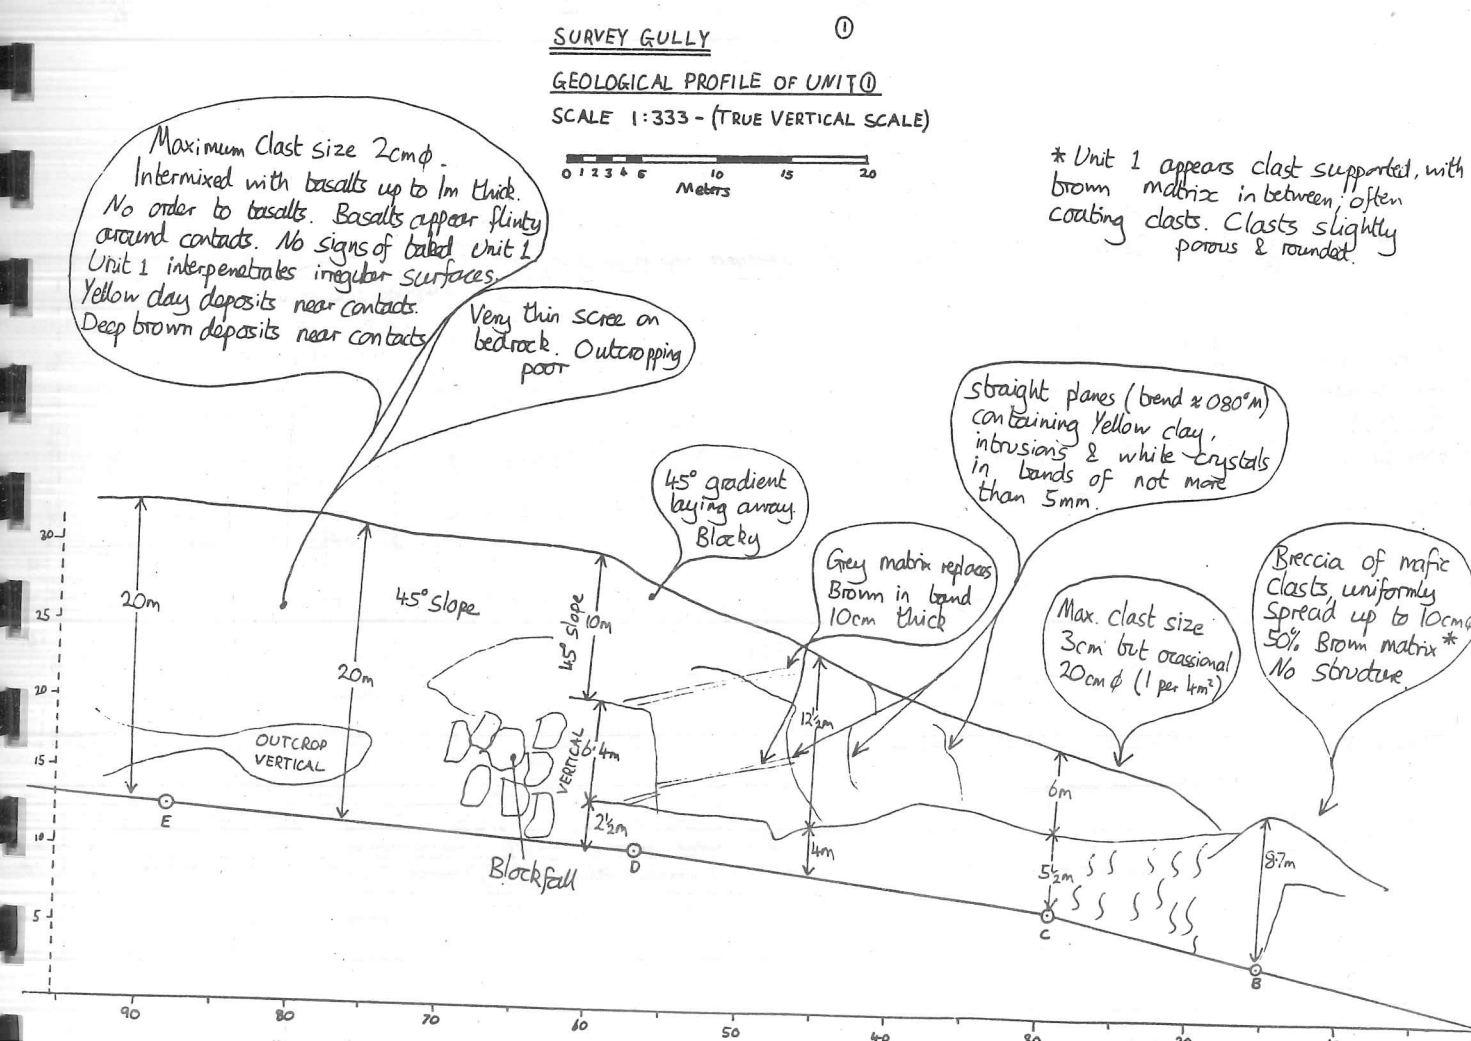 ①
SURVEY GULLY
GEOLOGICAL PROFILE OF UNIT ①
SCALE 1:333 - (TRUE VERTICAL SCALE)
0 1 2 3 4 5 10 15 20
Meters
Maximum Clast size 2cmϕ.
Intermixed with basalts up to 1m thick.
No order to basalts. Basalts appear flinty
around contacts. No signs of baked Unit 1
Unit 1 interpenetrates irregular surfaces.
Yellow clay deposits near contacts.
Deep brown deposits near contacts
Very thin scree on
bedrock. Outcropping
poor
* Unit 1 appears clast supported, with
brown matrix in between, often
coating clasts. Clasts slightly
porous & rounded.
straight planes (trend ≈ 080°M)
containing Yellow clay,
intrusions & white crystals
in bands of not more
than 5mm.
45° gradient
laying away.
Blocky
Grey matrix replaces
Brown in band
10cm thick
Max. clast size
3cm but ocassional
20cm ϕ (1 per 4m²)
Breccia of mafic
Clasts, uniformly
Spread up to 10cmϕ
50% Brown matrix *
No structure.
30
25
20
15
10
5
20m
45° slope
20m
45° slope
10m
VERTICAL
6·4m
2½m
12½m
4m
6m
5½m
8·7m
OUTCROP
VERTICAL
Blockfall
E
D
C
B
90 80 70 60 50 40